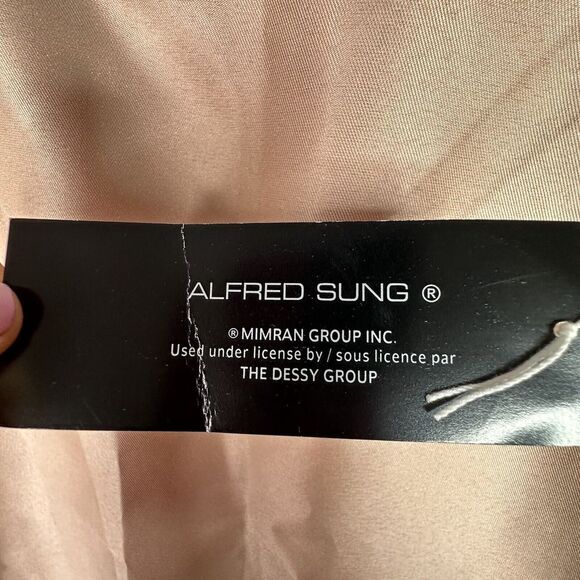 ALFRED SUNG ®
® MIMRAN GROUP INC.
Used under license by / sous licence par
THE DESSY GROUP